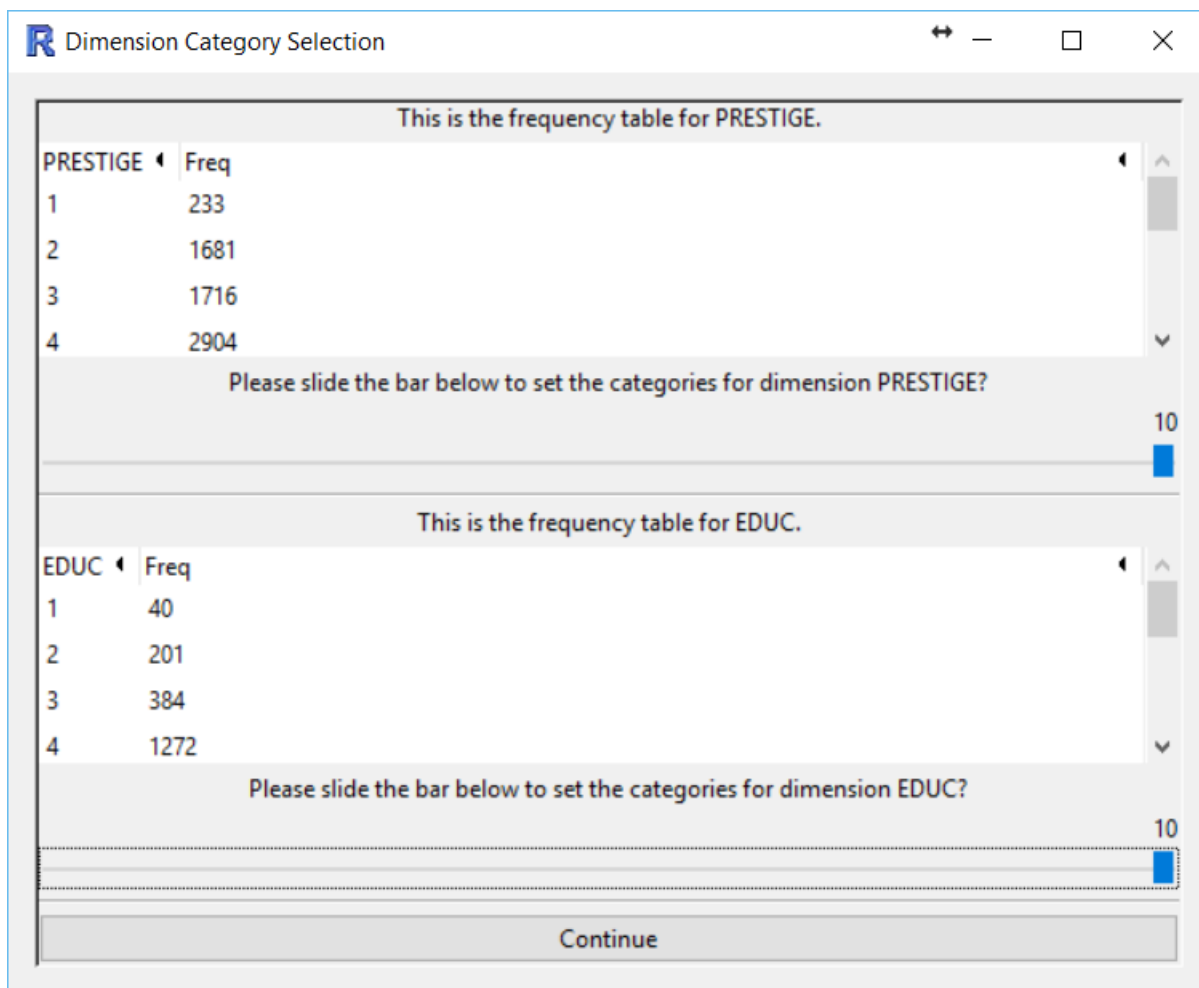 R Dimension Category Selection
This is the frequency table for PRESTIGE.
PRESTIGE Freq
1 233
2 1681
3 1716
4 2904
Please slide the bar below to set the categories for dimension PRESTIGE?
10
This is the frequency table for EDUC.
EDUC Freq
1 40
2 201
3 384
4 1272
Please slide the bar below to set the categories for dimension EDUC?
10
Continue